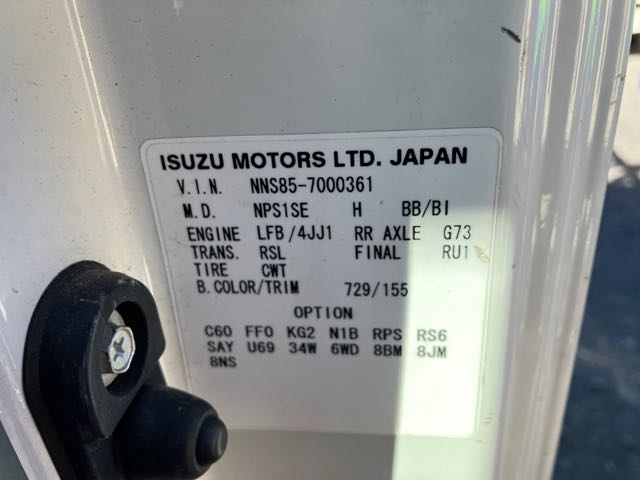 ISUZU MOTORS LTD. JAPAN
V.I.N. NNS85-7000361
M.D. NPS1SE H BB/BI
ENGINE LFB/4JJ1 RR AXLE G73
TRANS. RSL FINAL RU1
TIRE CWT
B.COLOR/TRIM 729/155
OPTION
C60 FF0 KG2 N1B RPS RS6
SAY U69 34W 6WD 8BM 8JM
8NS